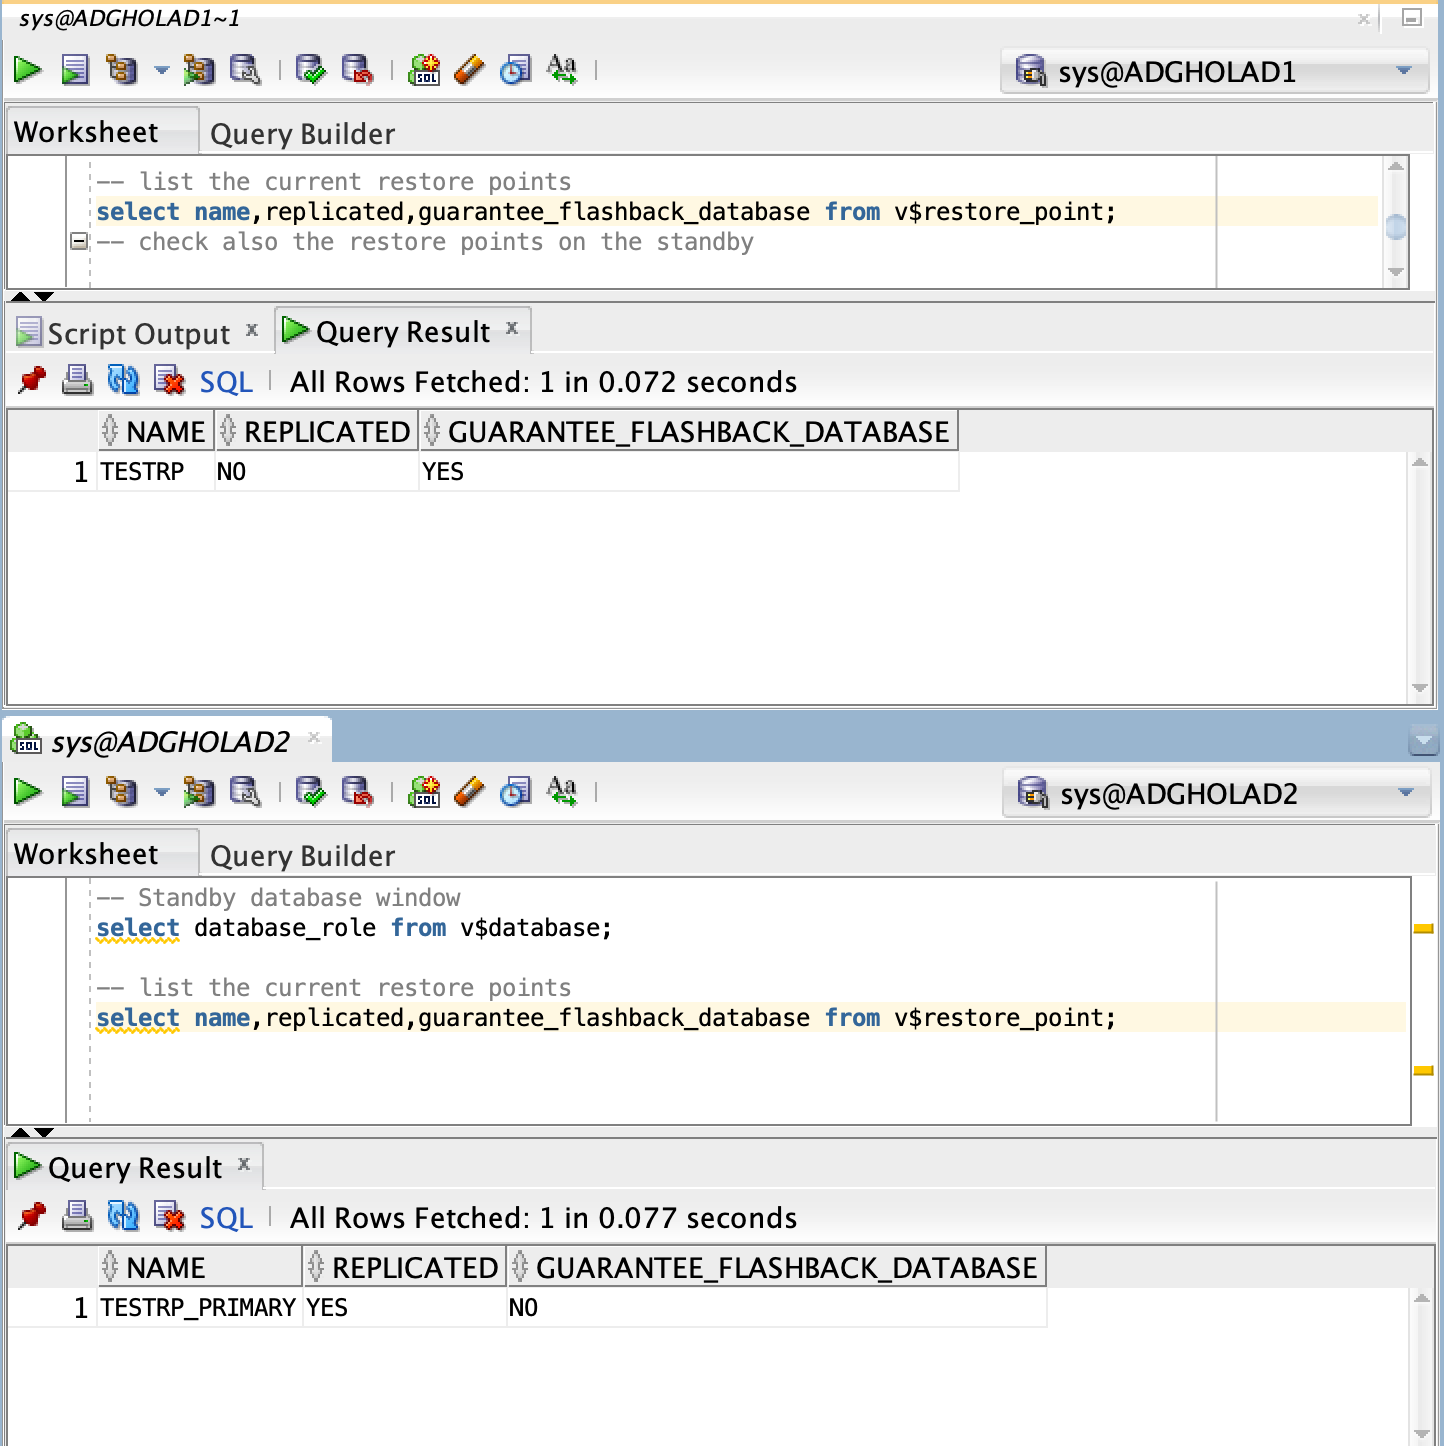 sys@ADGHOLAD1~1
sys@ADGHOLAD1
Worksheet Query Builder
-- list the current restore points
select name,replicated,guarantee_flashback_database from v$restore_point;
-- check also the restore points on the standby
Script Output x Query Result x
SQL All Rows Fetched: 1 in 0.072 seconds
NAME REPLICATED GUARANTEE_FLASHBACK_DATABASE
1 TESTRP NO YES
sys@ADGHOLAD2
sys@ADGHOLAD2
Worksheet Query Builder
-- Standby database window
select database_role from v$database;
-- list the current restore points
select name,replicated,guarantee_flashback_database from v$restore_point;
Query Result x
SQL All Rows Fetched: 1 in 0.077 seconds
NAME REPLICATED GUARANTEE_FLASHBACK_DATABASE
1 TESTRP_PRIMARY YES NO